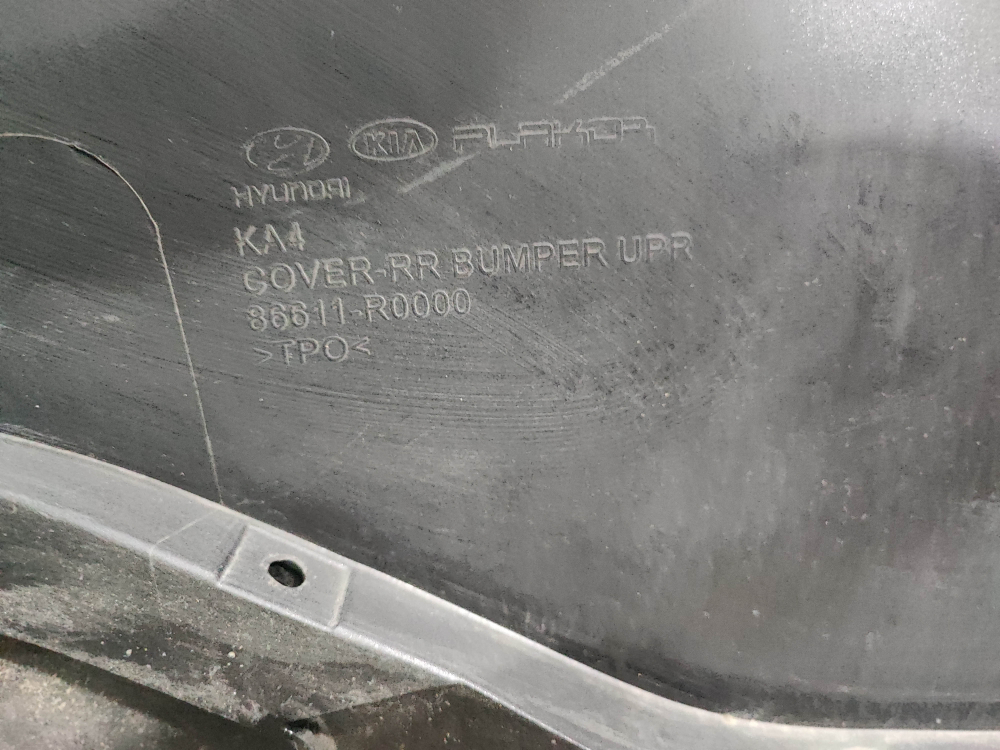 KIA PLAKOR
HYUNDAI
KA4
COVER-RR BUMPER UPR
86611-R0000
>TPO<